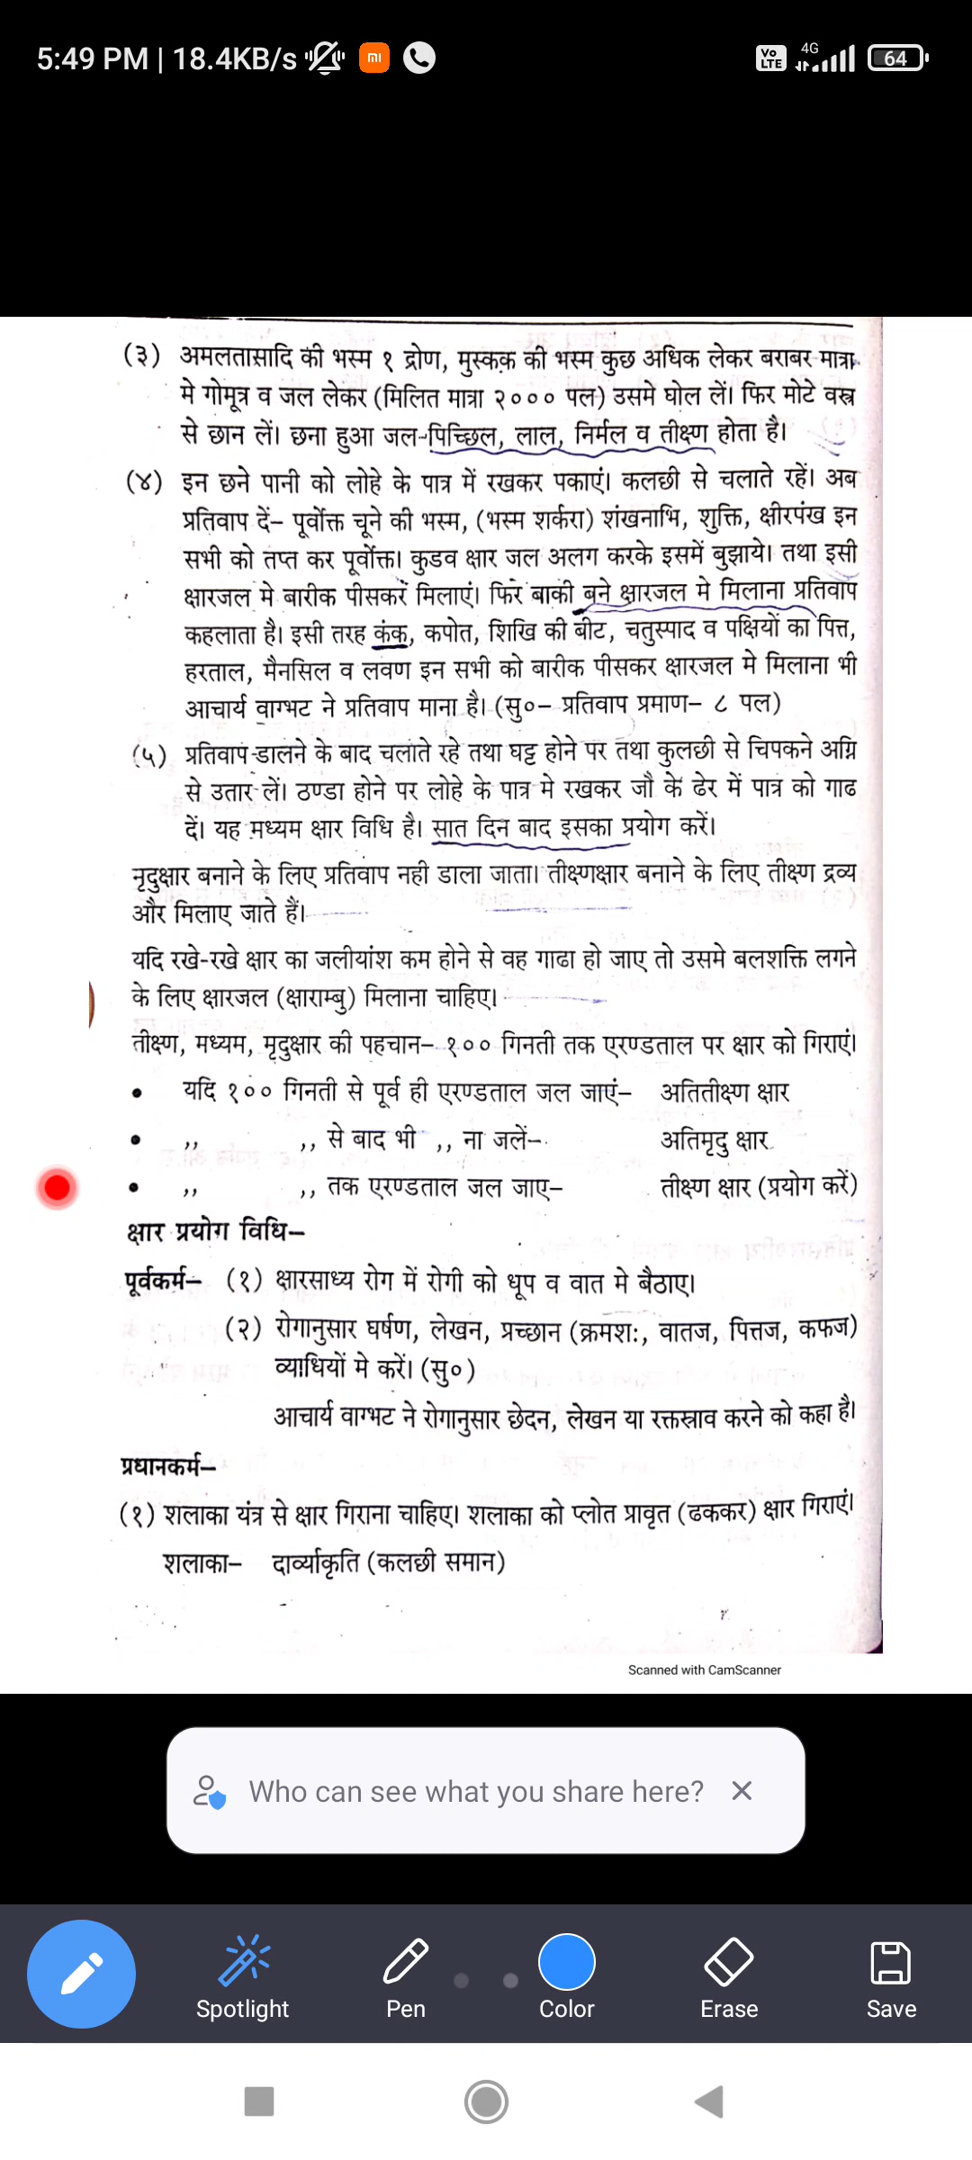 5:49 PM | 18.4KB/s
Vo LTE 4G 64
(३) अमलतासादि की भस्म १ द्रोण, मुस्कक की भस्म कुछ अधिक लेकर बराबर मात्रा
मे गोमूत्र व जल लेकर (मिलित मात्रा २००० पल) उसमे घोल लें। फिर मोटे वस्त्र
से छान लें। छना हुआ जल-पिच्छिल, लाल, निर्मल व तीक्ष्ण होता है।
(४) इन छने पानी को लोहे के पात्र में रखकर पकाएं। कलछी से चलाते रहें। अब
प्रतिवाप दें– पूर्वोक्त चूने की भस्म, (भस्म शर्करा) शंखनाभि, शुक्ति, क्षीरपंख इन
सभी को तप्त कर पूर्वोक्त। कुडव क्षार जल अलग करके इसमें बुझाये। तथा इसी
क्षारजल मे बारीक पीसकरें मिलाएं। फिर बाकी बने क्षारजल मे मिलाना प्रतिवाप
कहलाता है। इसी तरह कंक, कपोत, शिखि की बीट, चतुस्पाद व पक्षियों का पित्त,
हरताल, मैनसिल व लवण इन सभी को बारीक पीसकर क्षारजल मे मिलाना भी
आचार्य वाग्भट ने प्रतिवाप माना है। (सु०– प्रतिवाप प्रमाण– ८ पल)
(५) प्रतिवाप डालने के बाद चलाते रहे तथा घट्ट होने पर तथा कुलछी से चिपकने अग्नि
से उतार लें। ठण्डा होने पर लोहे के पात्र मे रखकर जौ के ढेर में पात्र को गाढ
दें। यह मध्यम क्षार विधि है। सात दिन बाद इसका प्रयोग करें।
मृदुक्षार बनाने के लिए प्रतिवाप नही डाला जाता। तीक्ष्णक्षार बनाने के लिए तीक्ष्ण द्रव्य
और मिलाए जाते हैं।
यदि रखे-रखे क्षार का जलीयांश कम होने से वह गाढा हो जाए तो उसमे बलशक्ति लगने
के लिए क्षारजल (क्षाराम्बु) मिलाना चाहिए।
तीक्ष्ण, मध्यम, मृदुक्षार की पहचान– १०० गिनती तक एरण्डताल पर क्षार को गिराएं।
• यदि १०० गिनती से पूर्व ही एरण्डताल जल जाएं– अतितीक्ष्ण क्षार
• ,, ,, से बाद भी ,, ना जलें– अतिमृदु क्षार
• ,, ,, तक एरण्डताल जल जाए– तीक्ष्ण क्षार (प्रयोग करें)
क्षार प्रयोग विधि–
पूर्वकर्म– (१) क्षारसाध्य रोग में रोगी को धूप व वात मे बैठाए।
(२) रोगानुसार घर्षण, लेखन, प्रच्छान (क्रमश:, वातज, पित्तज, कफज)
व्याधियों मे करें। (सु०)
आचार्य वाग्भट ने रोगानुसार छेदन, लेखन या रक्तस्राव करने को कहा है।
प्रधानकर्म–
(१) शलाका यंत्र से क्षार गिराना चाहिए। शलाका को प्लोत प्रावृत (ढककर) क्षार गिराएं।
शलाका– दार्व्याकृति (कलछी समान)
Scanned with CamScanner
Who can see what you share here?
Spotlight Pen Color Erase Save